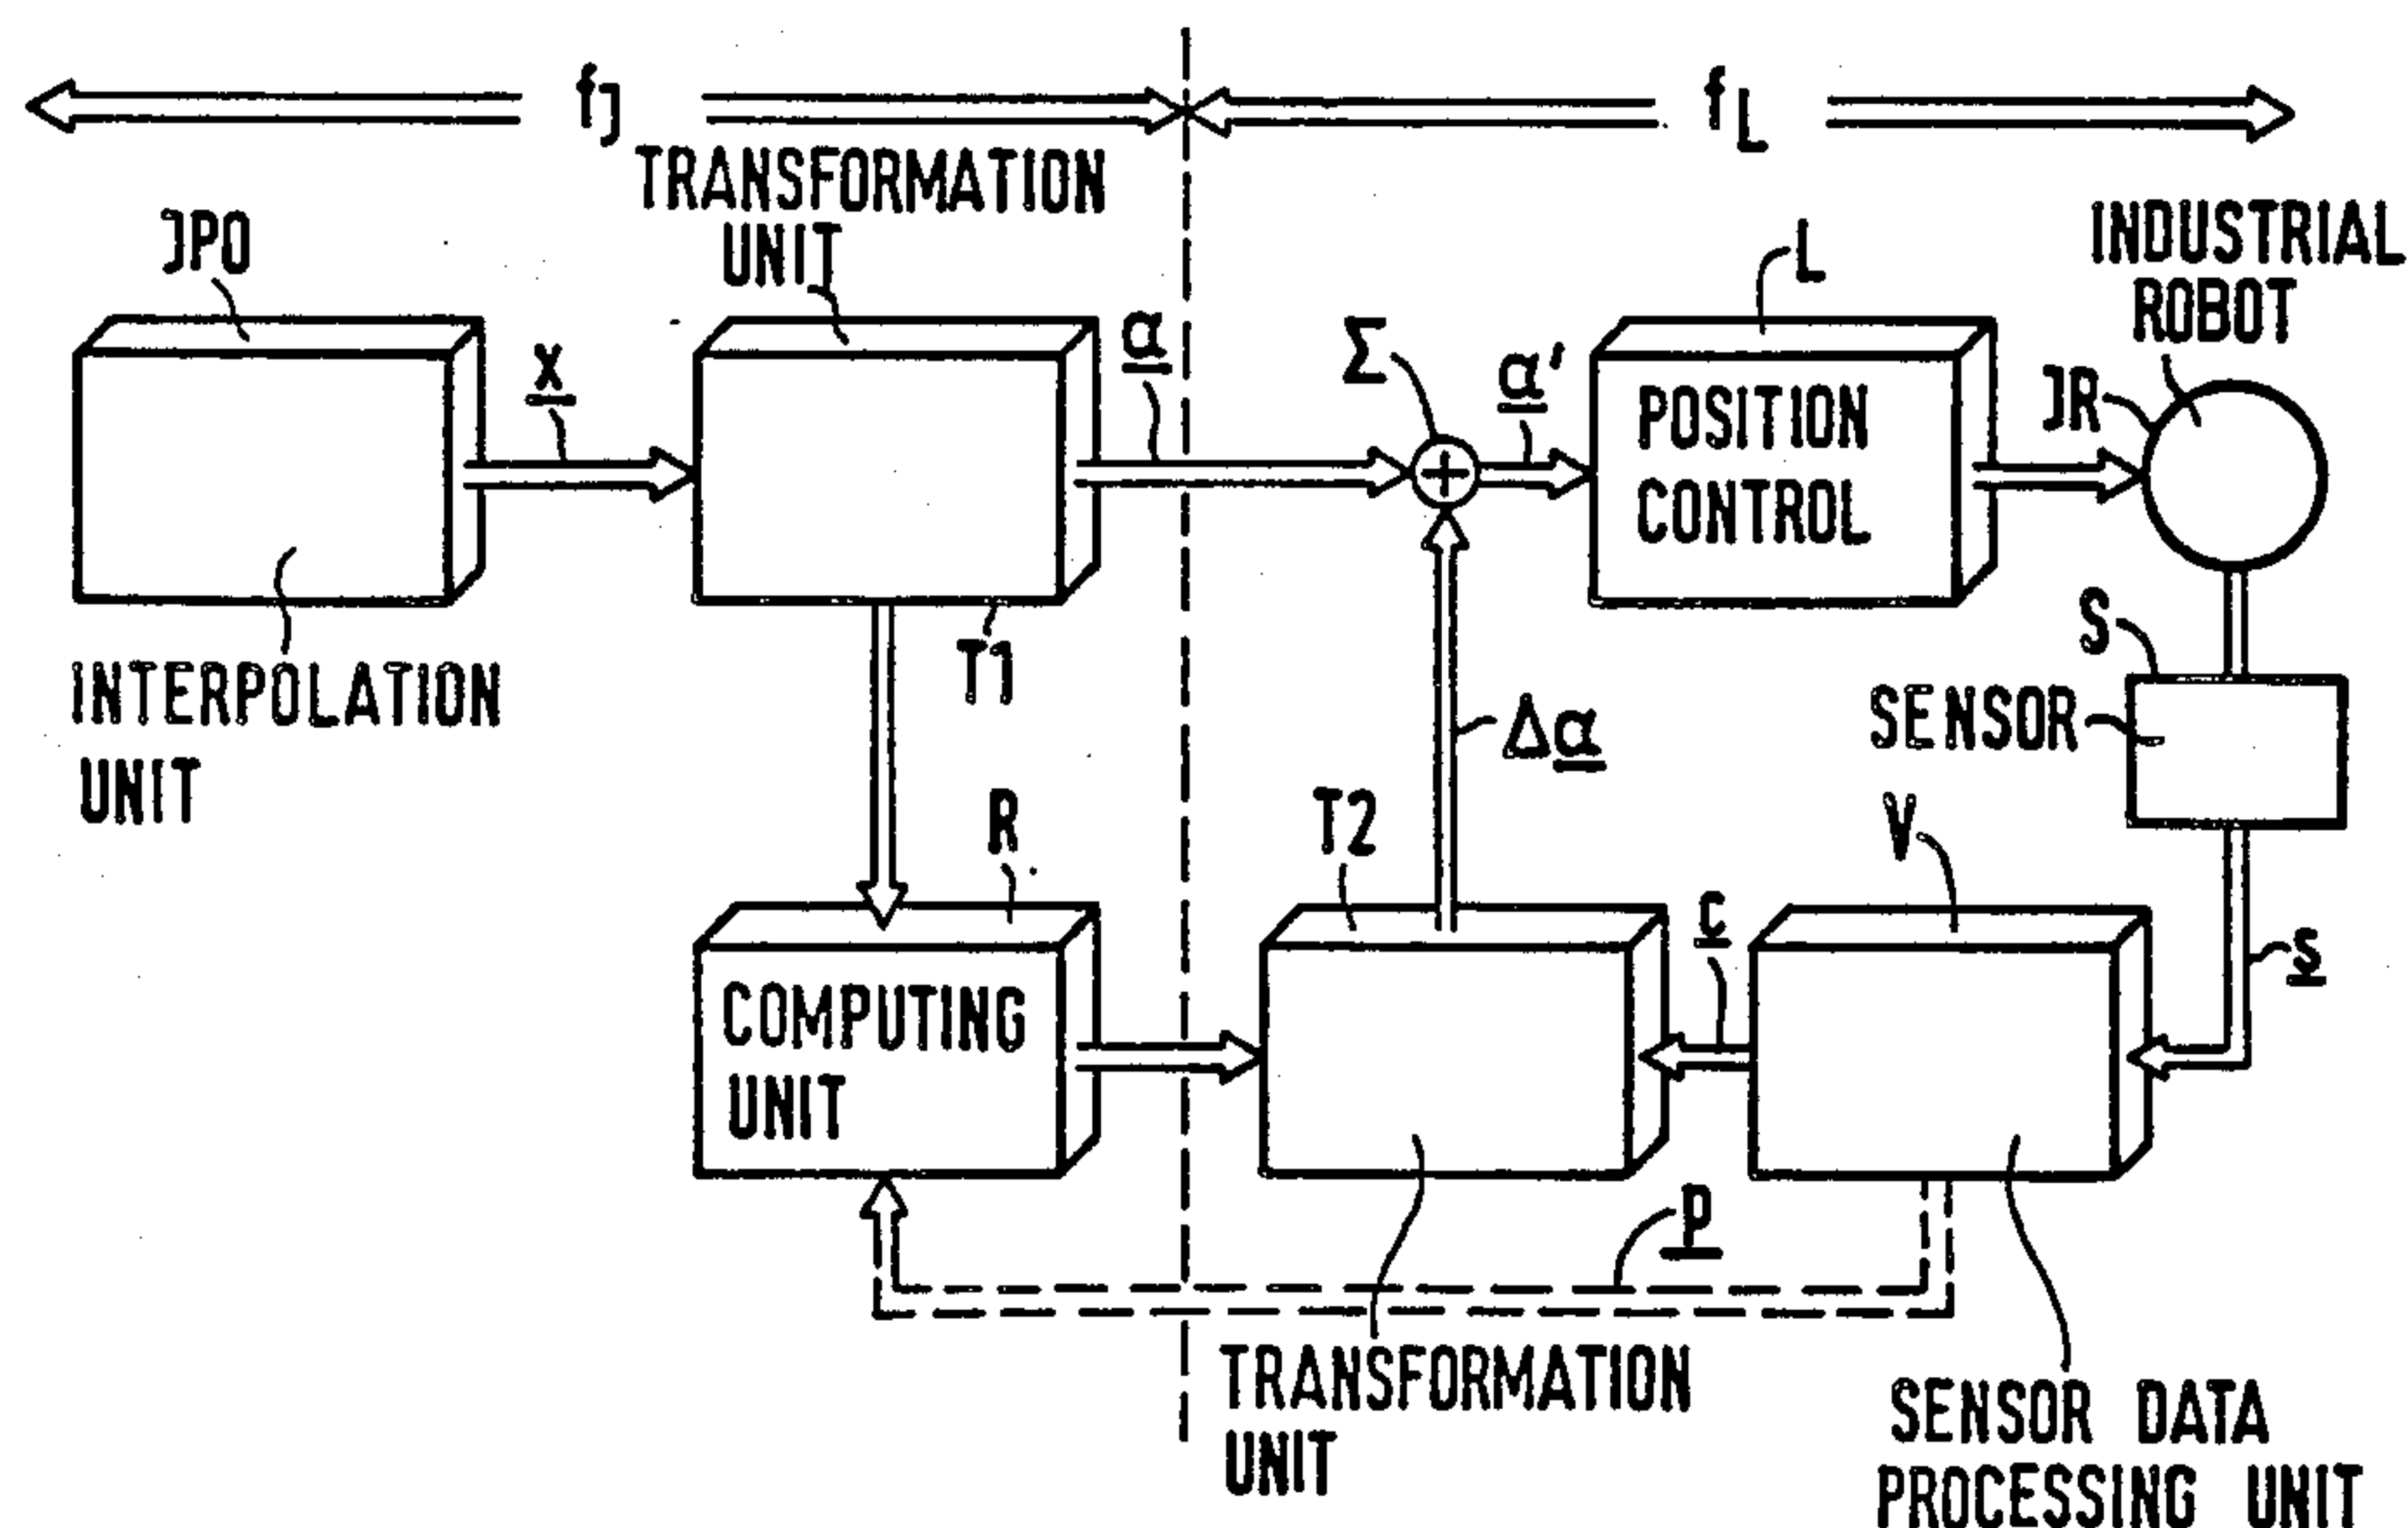 fJ
fL
TRANSFORMATION
UNIT
JPO
L
INDUSTRIAL
ROBOT
x
α
Σ
α'
JR
POSITION
CONTROL
T1
S
SENSOR
INTERPOLATION
UNIT
Δα
R
T2
V
c
s
COMPUTING
UNIT
p
TRANSFORMATION
UNIT
SENSOR DATA
PROCESSING UNIT